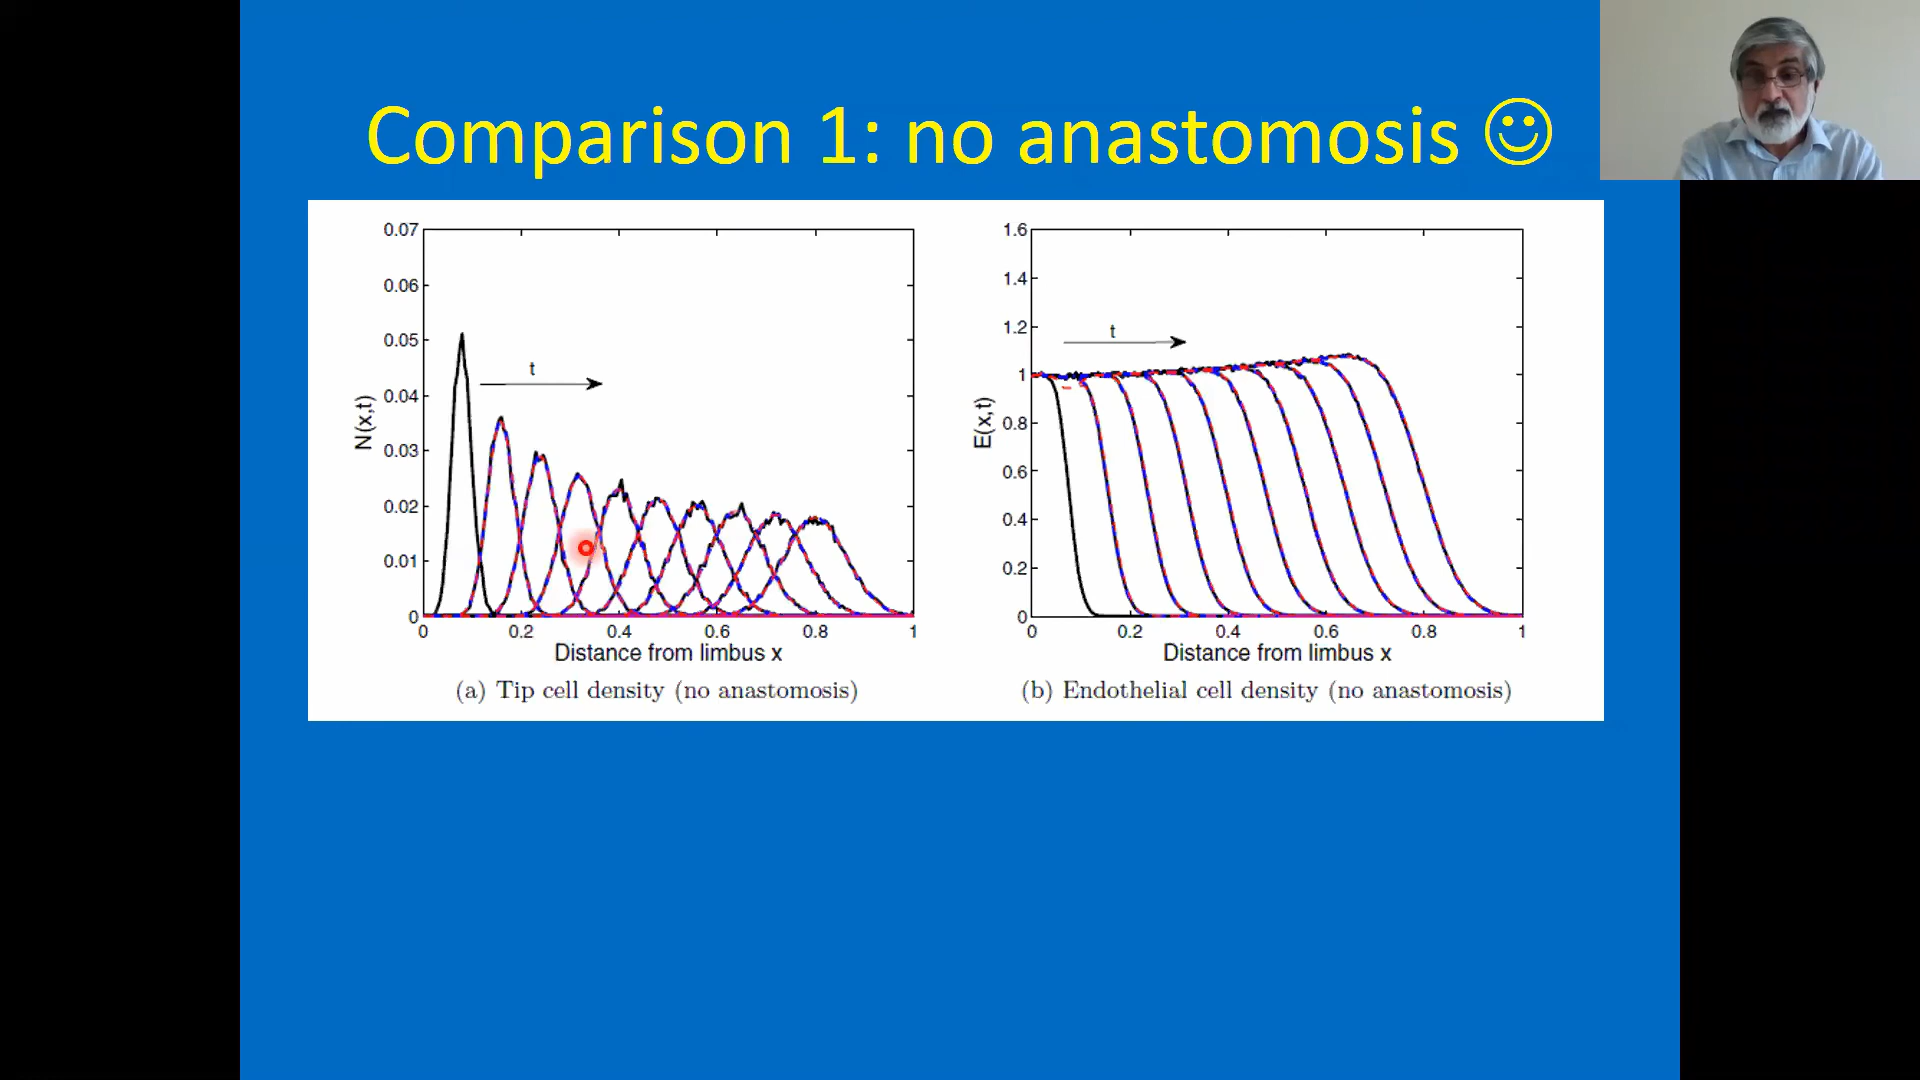 Comparison 1: no anastomosis ☺
0.07
0.06
0.05
0.04
0.03
0.02
0.01
0
N(x,t)
t
0 0.2 0.4 0.6 0.8 1
Distance from limbus x
(a) Tip cell density (no anastomosis)
1.6
1.4
1.2
1
0.8
0.6
0.4
0.2
0
E(x,t)
t
0 0.2 0.4 0.6 0.8 1
Distance from limbus x
(b) Endothelial cell density (no anastomosis)